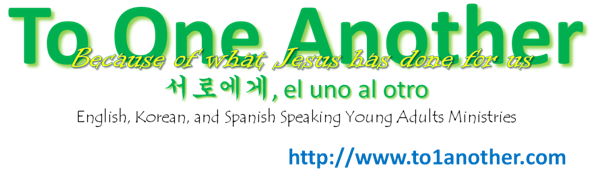 To One Another
Because of what Jesus has done for us
서로에게, el uno al otro
English, Korean, and Spanish Speaking Young Adults Ministries
http://www.to1another.com